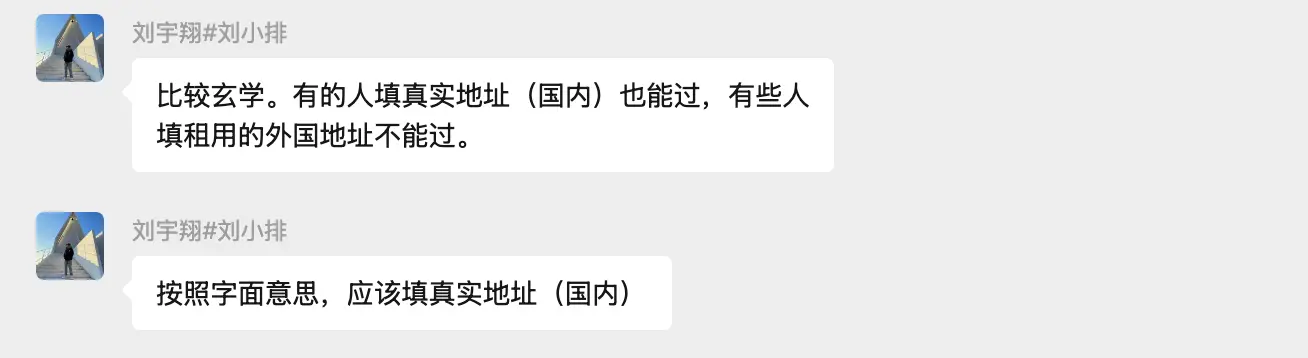 刘宇翔#刘小排
比较玄学。有的人填真实地址（国内）也能过，有些人
填租用的外国地址不能过。
刘宇翔#刘小排
按照字面意思，应该填真实地址（国内）